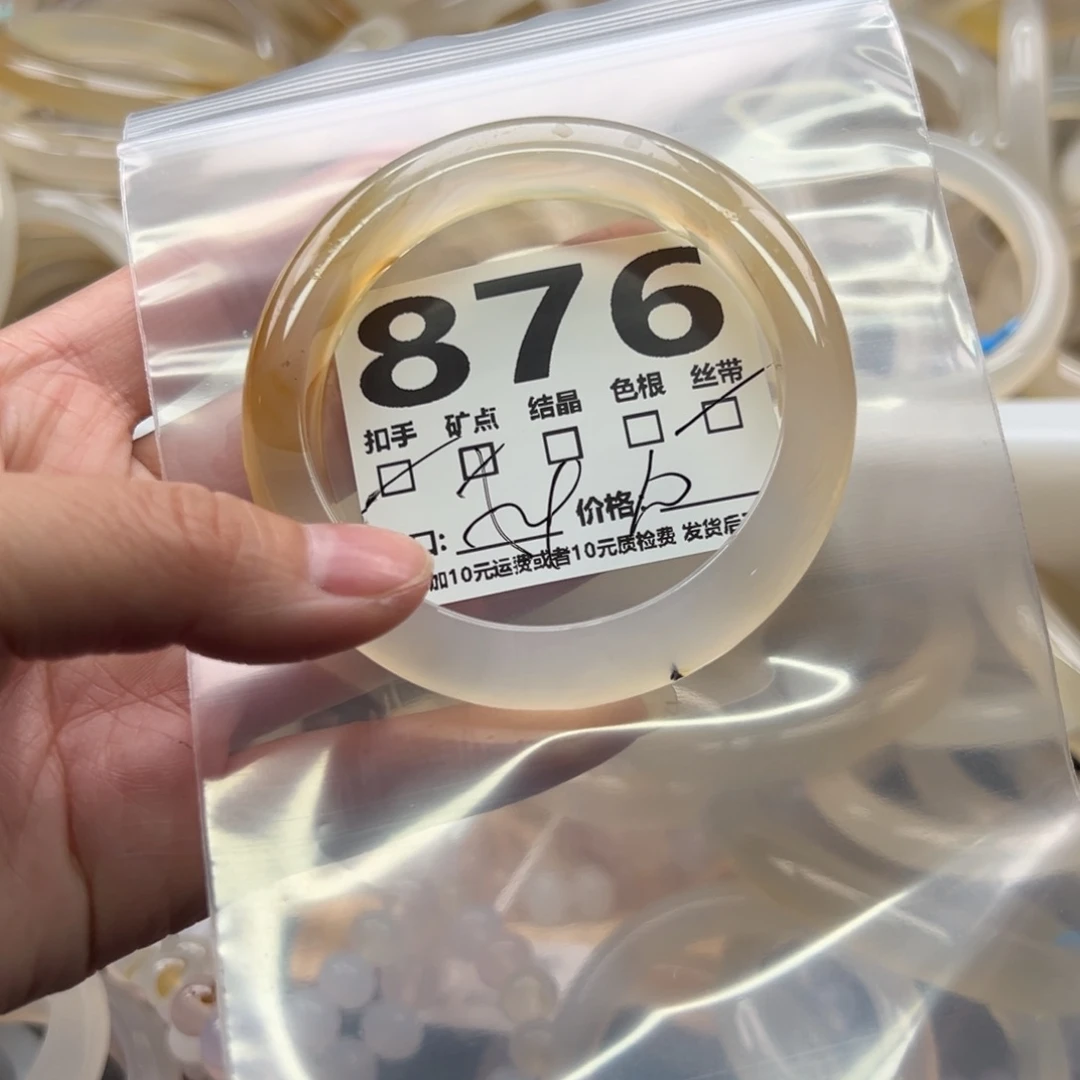 876
扣手 矿点 结晶 色根 丝带
口: 价格:
加10元运费或者10元质检费 发货后